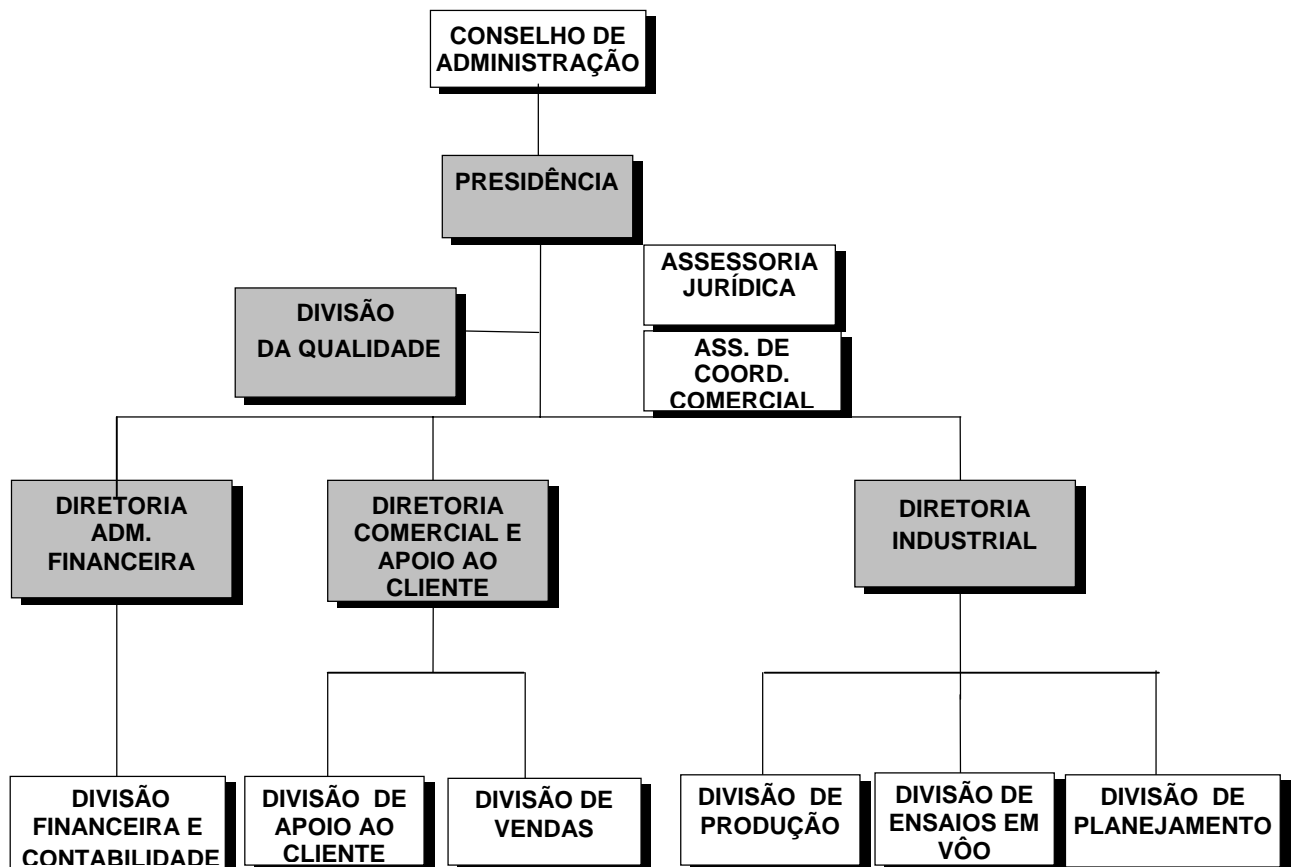 CONSELHO DE
ADMINISTRAÇÃO
PRESIDÊNCIA
ASSESSORIA
JURÍDICA
DIVISÃO
DA QUALIDADE
ASS. DE
COORD.
COMERCIAL
DIRETORIA
ADM.
FINANCEIRA
DIRETORIA
COMERCIAL E
APOIO AO
CLIENTE
DIRETORIA
INDUSTRIAL
DIVISÃO
FINANCEIRA E
CONTABILIDADE
DIVISÃO DE
APOIO AO
CLIENTE
DIVISÃO DE
VENDAS
DIVISÃO DE
PRODUÇÃO
DIVISÃO DE
ENSAIOS EM
VÔO
DIVISÃO DE
PLANEJAMENTO